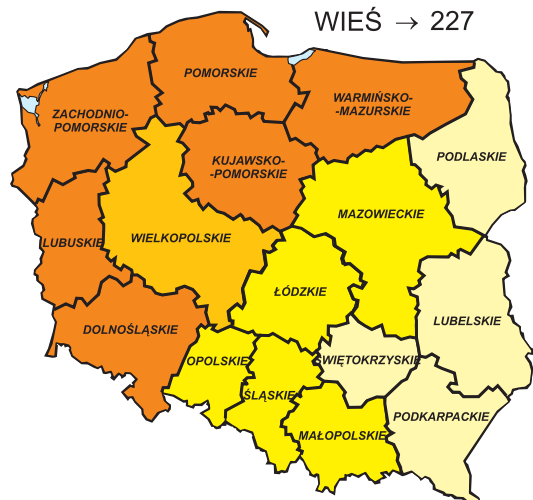 WIEŚ → 227
POMORSKIE
WARMIŃSKO-
-MAZURSKIE
ZACHODNIO-
POMORSKIE
PODLASKIE
KUJAWSKO-
-POMORSKIE
MAZOWIECKIE
LUBUSKIE
WIELKOPOLSKIE
ŁÓDZKIE
LUBELSKIE
DOLNOŚLĄSKIE
OPOLSKIE
ŚWIĘTOKRZYSKIE
ŚLĄSKIE
PODKARPACKIE
MAŁOPOLSKIE